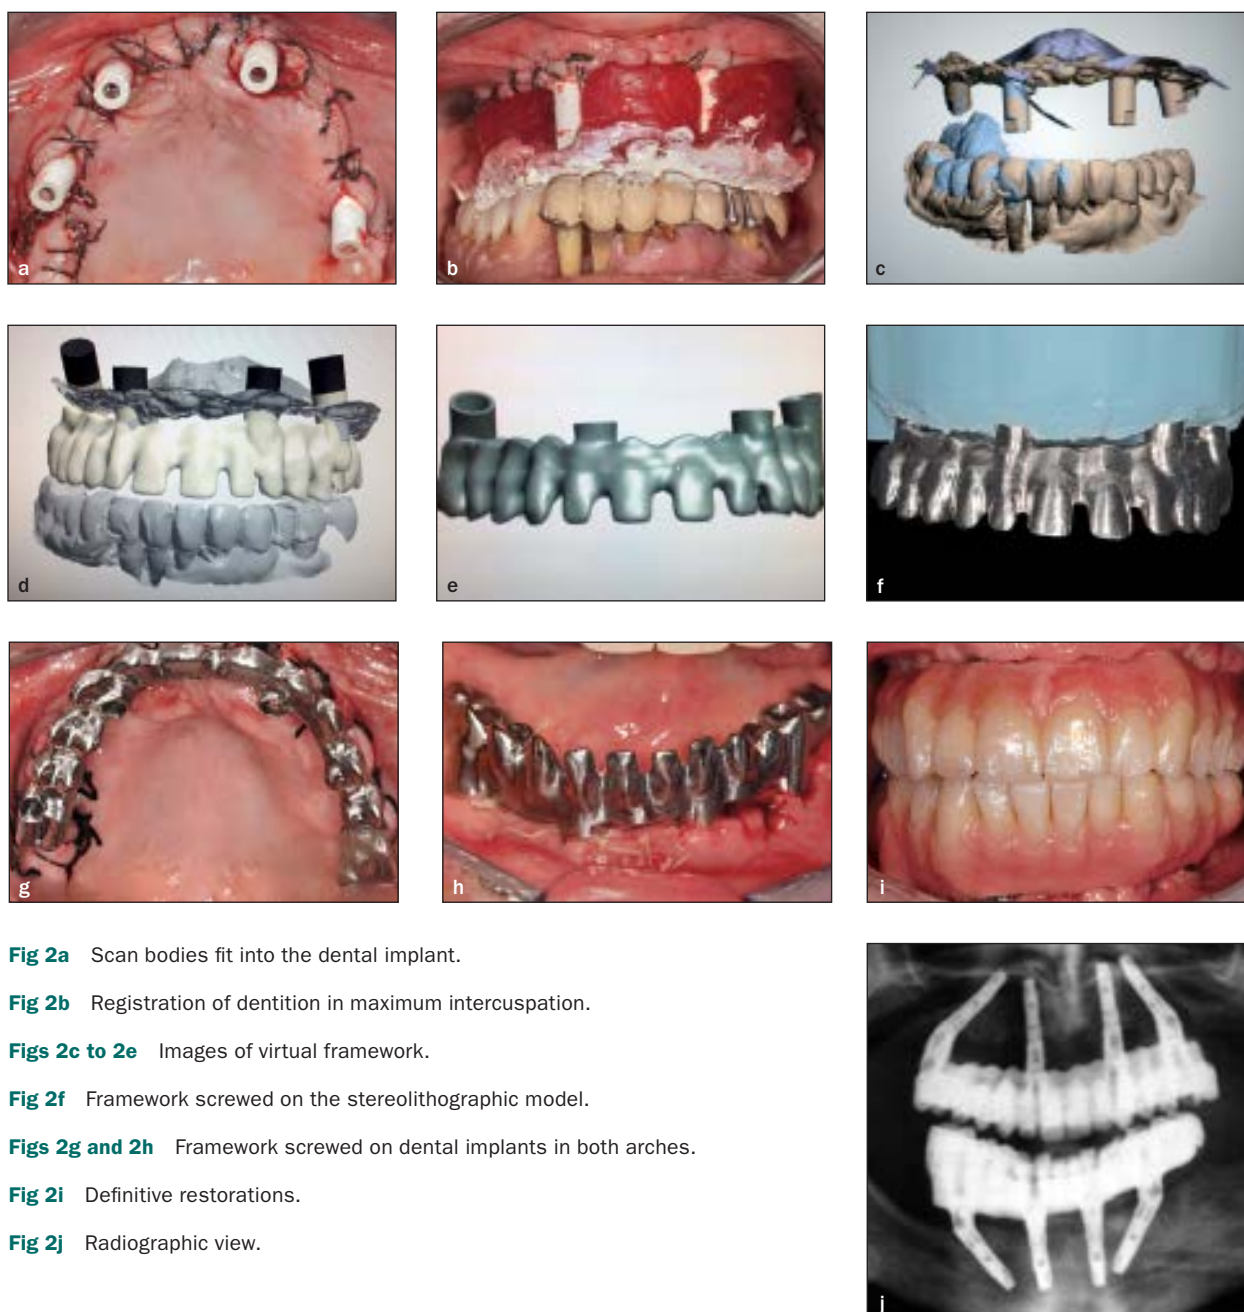 a
b
c
d
e
f
g
h
i
Fig 2a Scan bodies fit into the dental implant.
Fig 2b Registration of dentition in maximum intercuspation.
Figs 2c to 2e Images of virtual framework.
Fig 2f Framework screwed on the stereolithographic model.
Figs 2g and 2h Framework screwed on dental implants in both arches.
Fig 2i Definitive restorations.
Fig 2j Radiographic view.
j